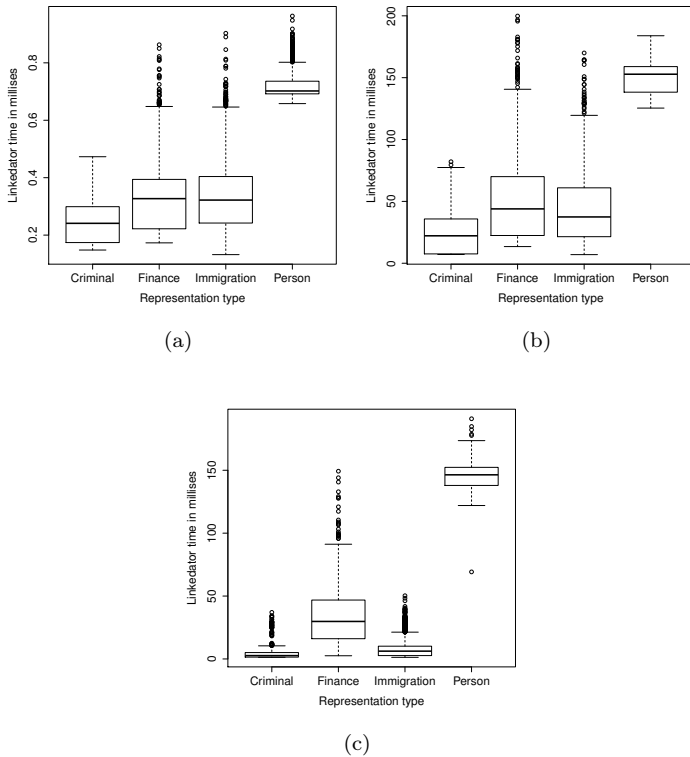 Linkedator time in millises
0.8
0.6
0.4
0.2
Criminal Finance Immigration Person
Representation type
(a)
Linkedator time in millises
200
150
100
50
0
Criminal Finance Immigration Person
Representation type
(b)
Linkedator time in millises
150
100
50
0
Criminal Finance Immigration Person
Representation type
(c)